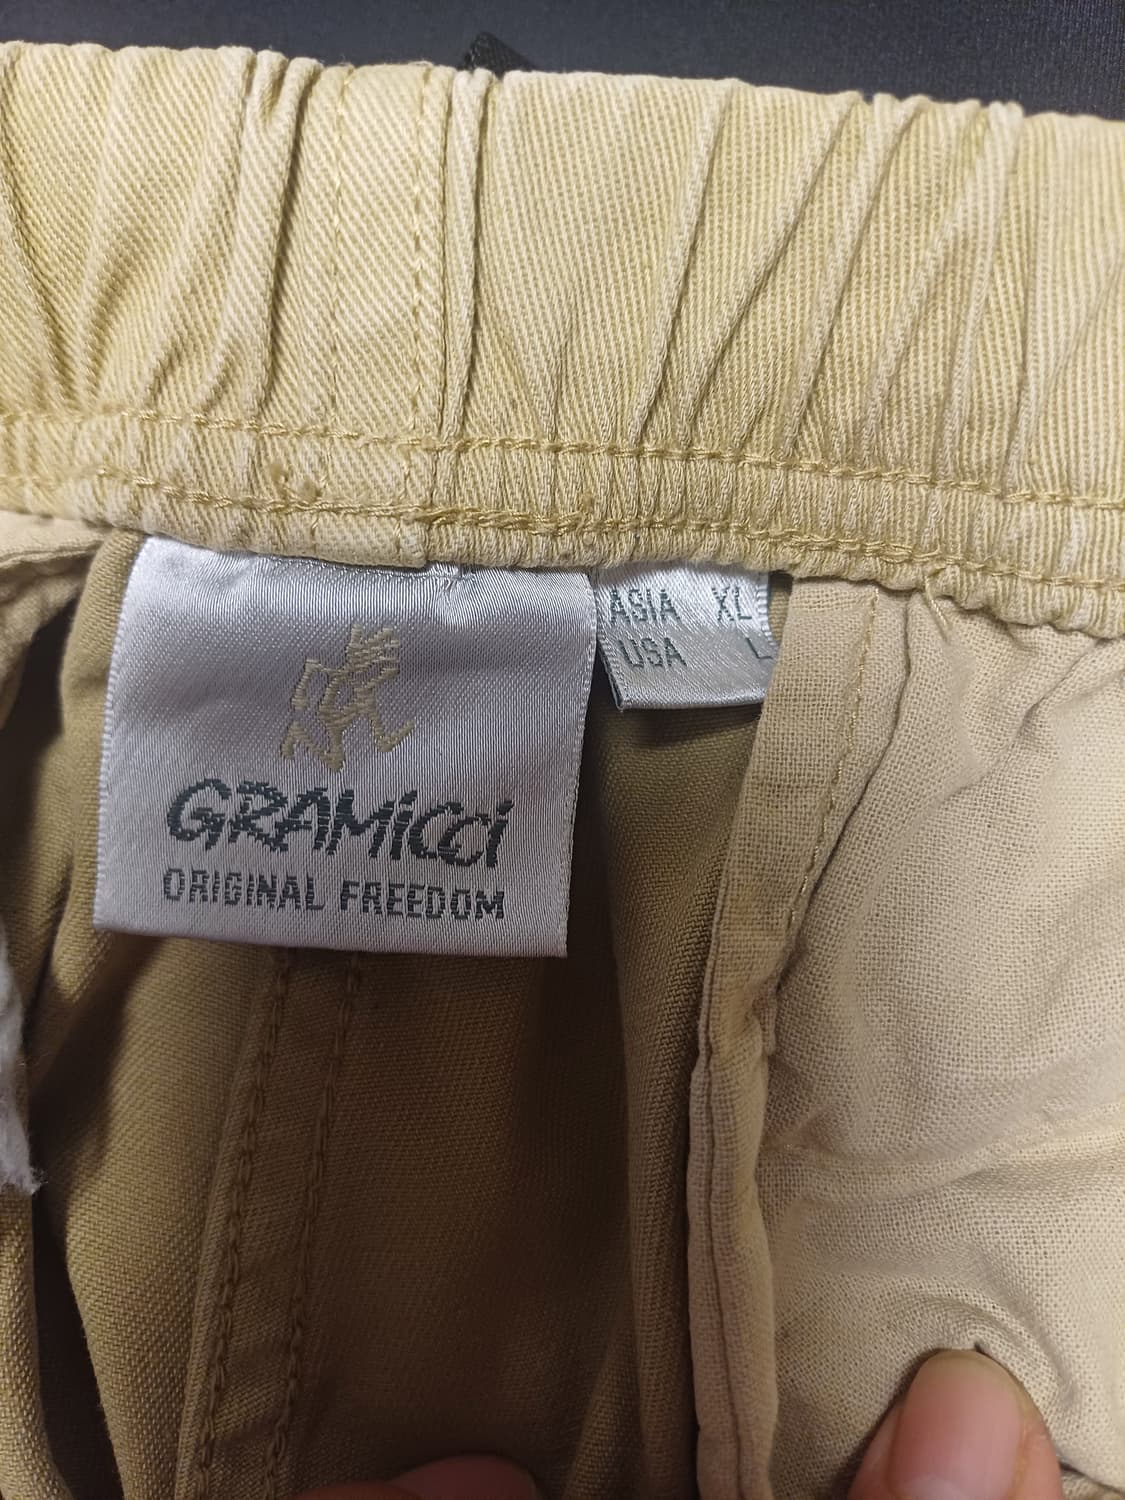 GRAMiCCi
ORIGINAL FREEDOM
ASIA XL
USA L